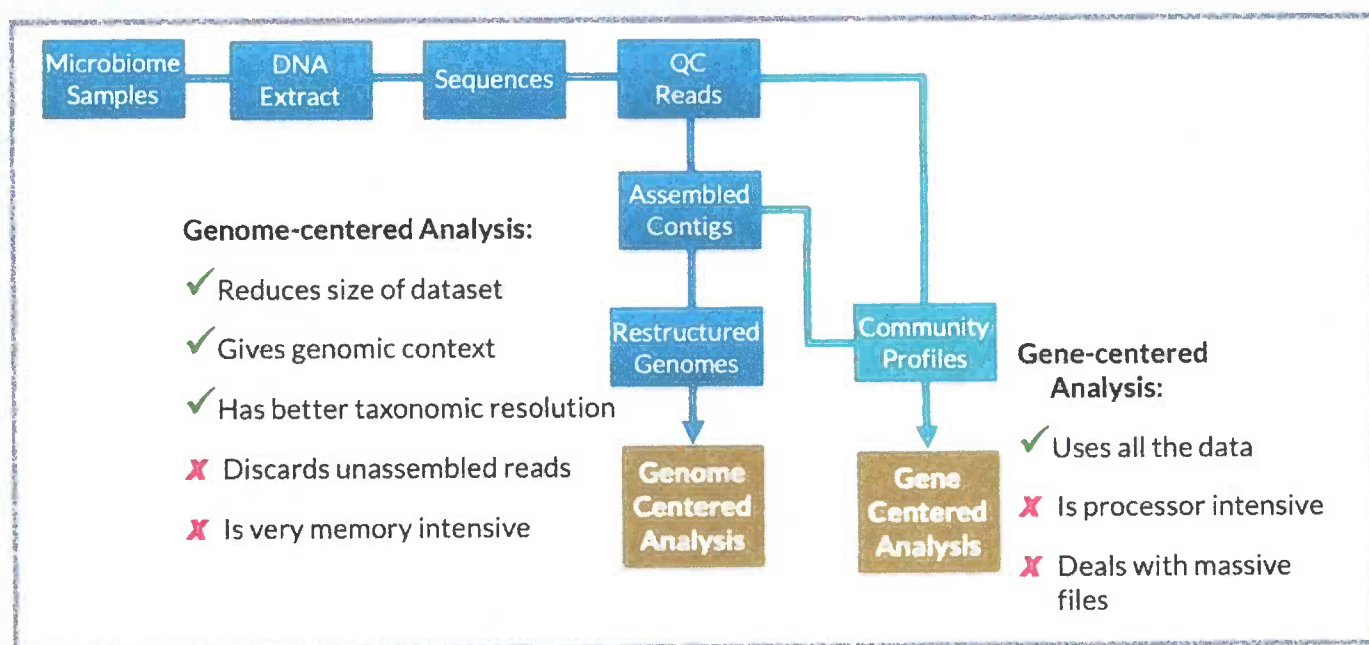 Microbiome
Samples
DNA
Extract
Sequences
QC
Reads
Assembled
Contigs
Restructured
Genomes
Community
Profiles
Genome
Centered
Analysis
Gene
Centered
Analysis
Genome-centered Analysis:
✓ Reduces size of dataset
✓ Gives genomic context
✓ Has better taxonomic resolution
✗ Discards unassembled reads
✗ Is very memory intensive
Gene-centered
Analysis:
✓ Uses all the data
✗ Is processor intensive
✗ Deals with massive
files